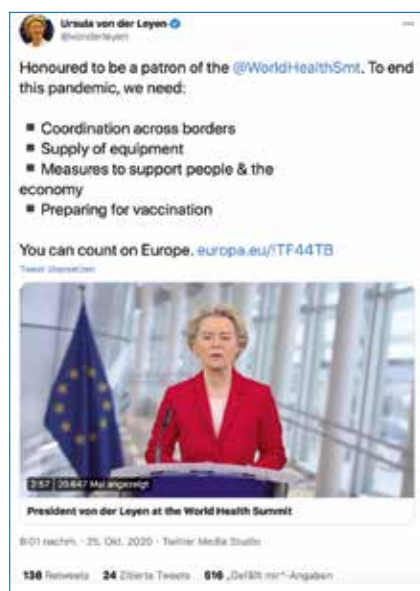 Ursula von der Leyen
@vonderleyen
Honoured to be a patron of the @WorldHealthSmt. To end
this pandemic, we need:
▪ Coordination across borders
▪ Supply of equipment
▪ Measures to support people & the
economy
▪ Preparing for vaccination
You can count on Europe. europa.eu/!TF44TB
Tweet übersetzen
2:57 | 20.647 Mal angezeigt
President von der Leyen at the World Health Summit
8:01 nachm. · 25. Okt. 2020 · Twitter Media Studio
138 Retweets 24 Zitierte Tweets 616 „Gefällt mir“-Angaben